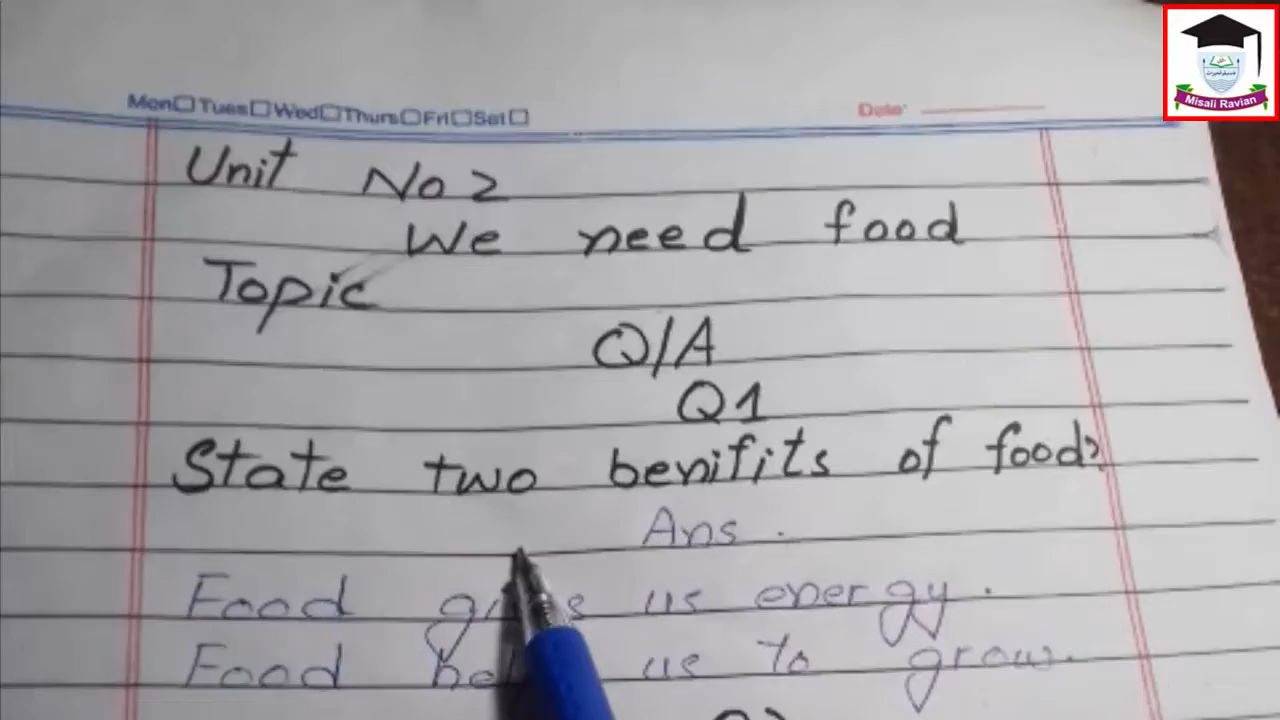 Misali Ravian
Mon Tues Wed Thurs Fri Sat Date:
Unit No 2
We need food
Topic
Q/A
Q1
State two benifits of food?
Ans.
Food us energy.
Food us to grow.